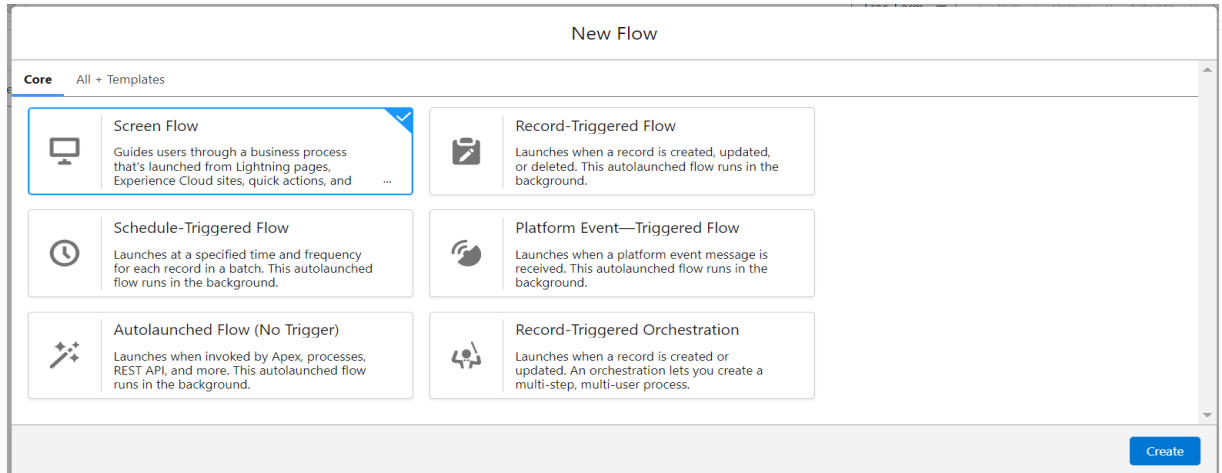 New Flow
Core
All + Templates
Screen Flow
Guides users through a business process
that's launched from Lightning pages,
Experience Cloud sites, quick actions, and ...
Record-Triggered Flow
Launches when a record is created, updated,
or deleted. This autolaunched flow runs in the
background.
Schedule-Triggered Flow
Launches at a specified time and frequency
for each record in a batch. This autolaunched
flow runs in the background.
Platform Event—Triggered Flow
Launches when a platform event message is
received. This autolaunched flow runs in the
background.
Autolaunched Flow (No Trigger)
Launches when invoked by Apex, processes,
REST API, and more. This autolaunched flow
runs in the background.
Record-Triggered Orchestration
Launches when a record is created or
updated. An orchestration lets you create a
multi-step, multi-user process.
Create